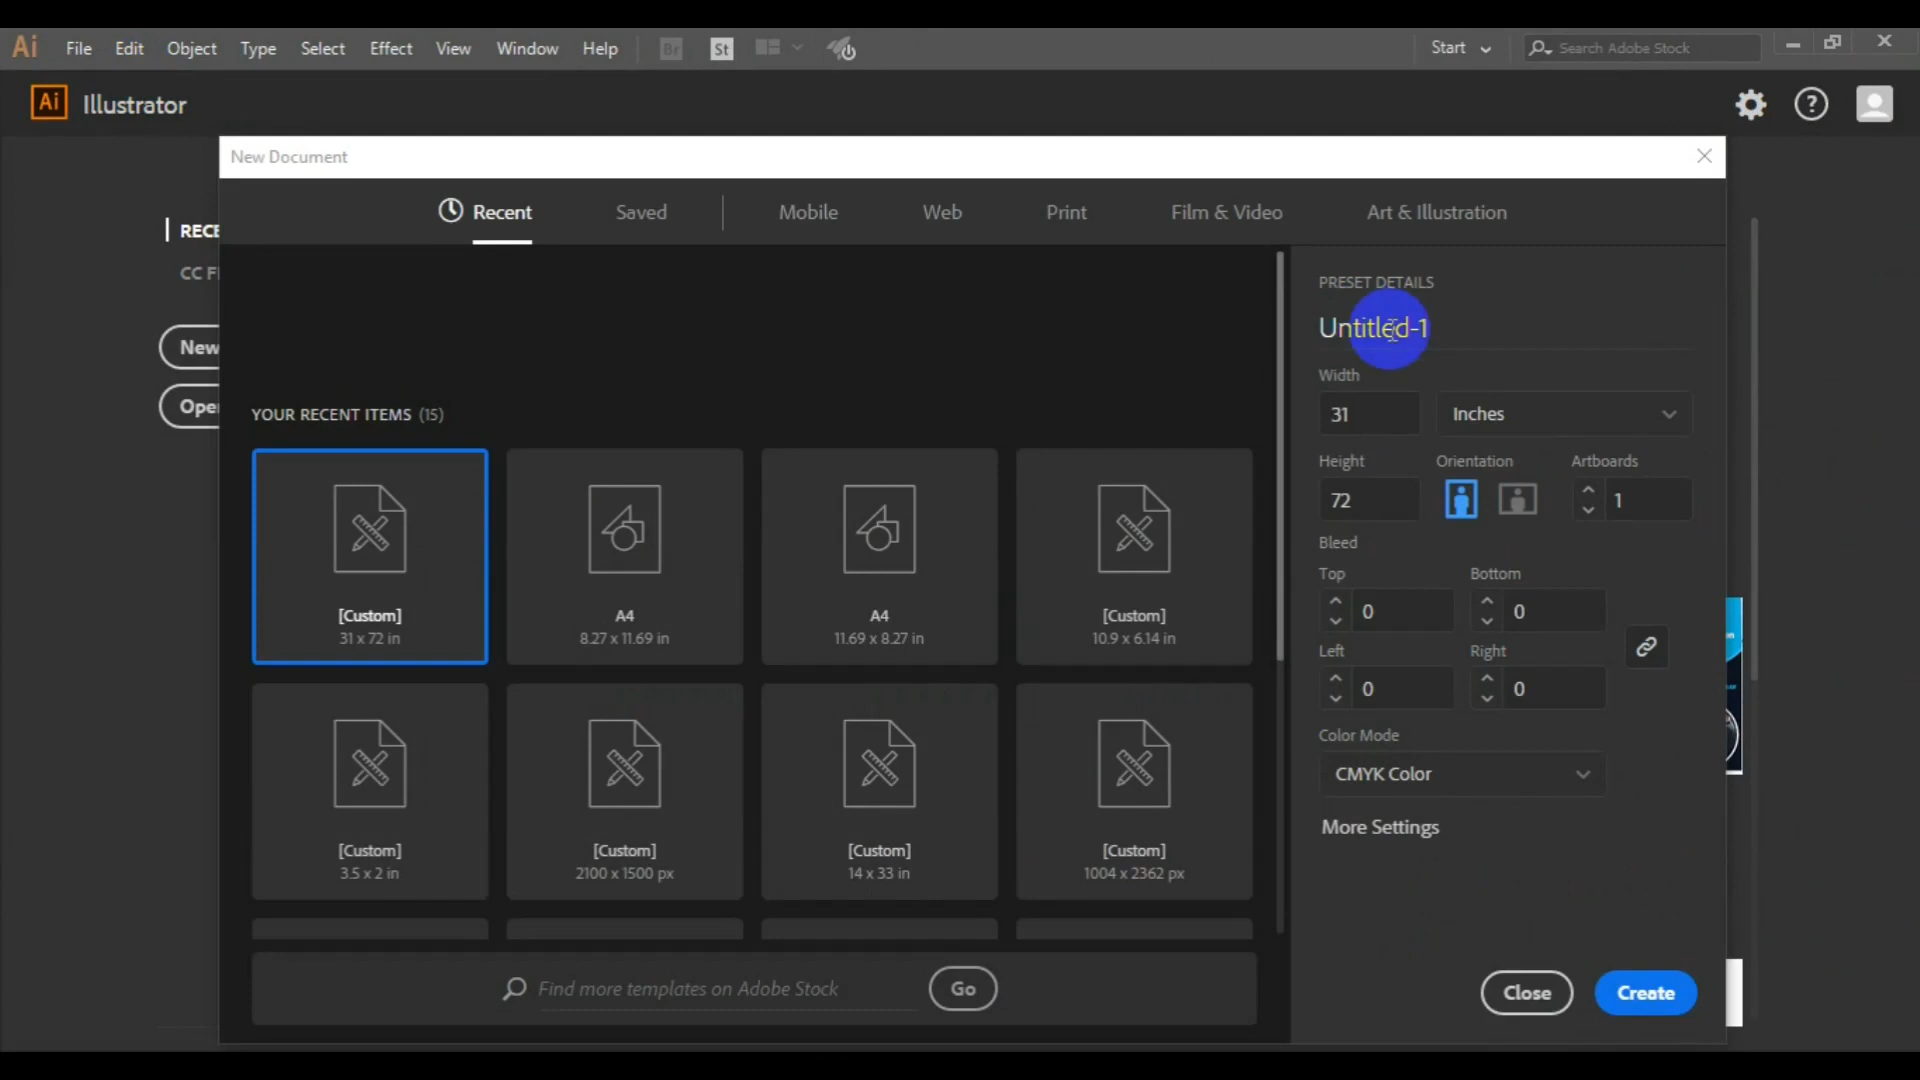 Ai File Edit Object Type Select Effect View Window Help Br St Start Search Adobe Stock
Ai Illustrator
New Document
Recent Saved Mobile Web Print Film & Video Art & Illustration
RECE
CC F
New
Ope
YOUR RECENT ITEMS (15)
[Custom]
31 x 72 in
A4
8.27 x 11.69 in
A4
11.69 x 8.27 in
[Custom]
10.9 x 6.14 in
[Custom]
3.5 x 2 in
[Custom]
2100 x 1500 px
[Custom]
14 x 33 in
[Custom]
1004 x 2362 px
Find more templates on Adobe Stock Go
PRESET DETAILS
Untitled-1
Width
31 Inches
Height Orientation Artboards
72 1
Bleed
Top Bottom
0 0
Left Right
0 0
Color Mode
CMYK Color
More Settings
Close Create